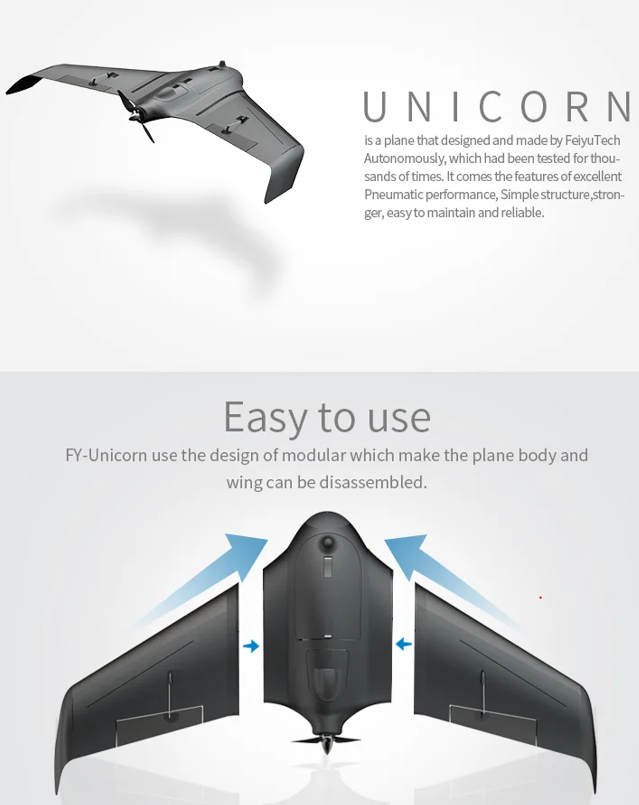 UNICORN
is a plane that designed and made by FeiyuTech
Autonomously, which had been tested for thou-
sands of times. It comes the features of excellent
Pneumatic performance, Simple structure,stron-
ger, easy to maintain and reliable.
Easy to use
FY-Unicorn use the design of modular which make the plane body and
wing can be disassembled.